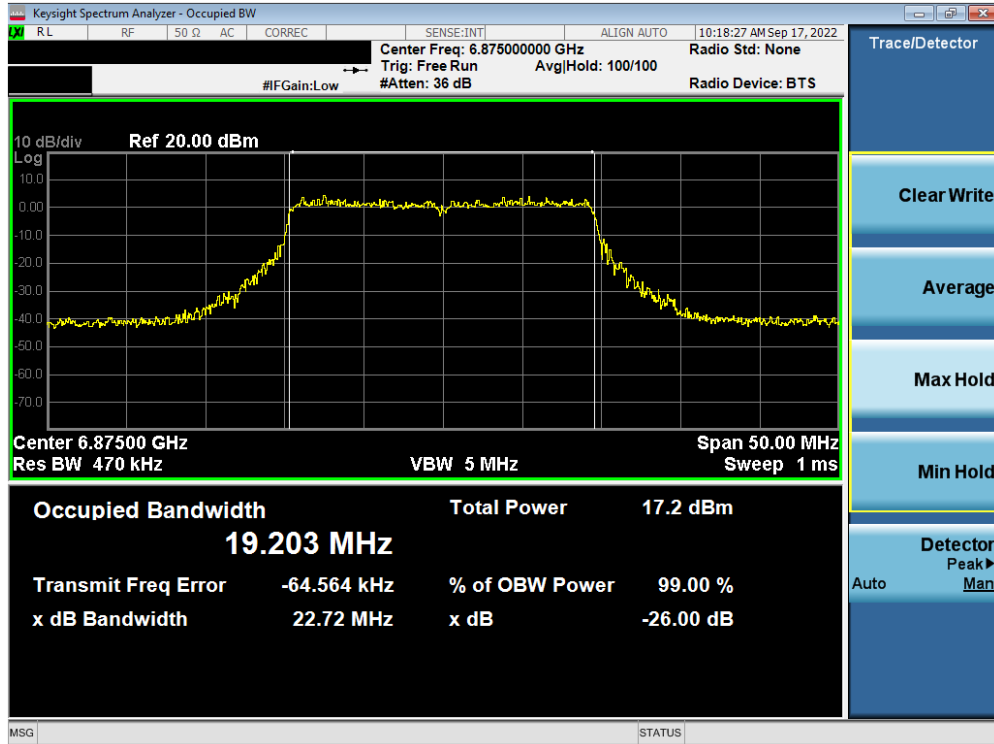 Keysight Spectrum Analyzer - Occupied BW
LXI RL RF 50 Ω AC CORREC SENSE:INT ALIGN AUTO 10:18:27 AM Sep 17, 2022
Center Freq: 6.875000000 GHz Radio Std: None
Trig: Free Run Avg|Hold: 100/100
#IFGain:Low #Atten: 36 dB Radio Device: BTS
10 dB/div Ref 20.00 dBm
Log
10.0
0.00
-10.0
-20.0
-30.0
-40.0
-50.0
-60.0
-70.0
Center 6.87500 GHz Span 50.00 MHz
Res BW 470 kHz VBW 5 MHz Sweep 1 ms
Occupied Bandwidth Total Power 17.2 dBm
19.203 MHz
Transmit Freq Error -64.564 kHz % of OBW Power 99.00 %
x dB Bandwidth 22.72 MHz x dB -26.00 dB
MSG STATUS
Trace/Detector
Clear Write
Average
Max Hold
Min Hold
Detector
Peak▶
Auto Man